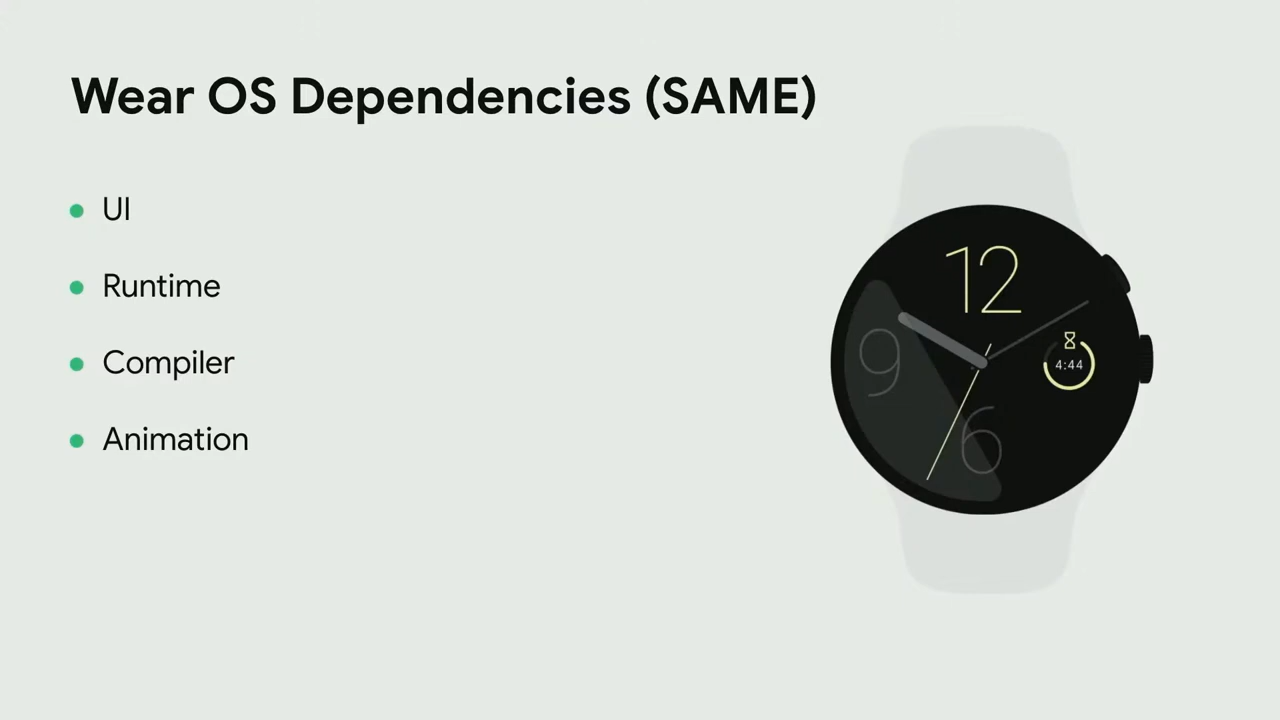 Wear OS Dependencies (SAME)
UI
Runtime
Compiler
Animation
12
9
4:44
6